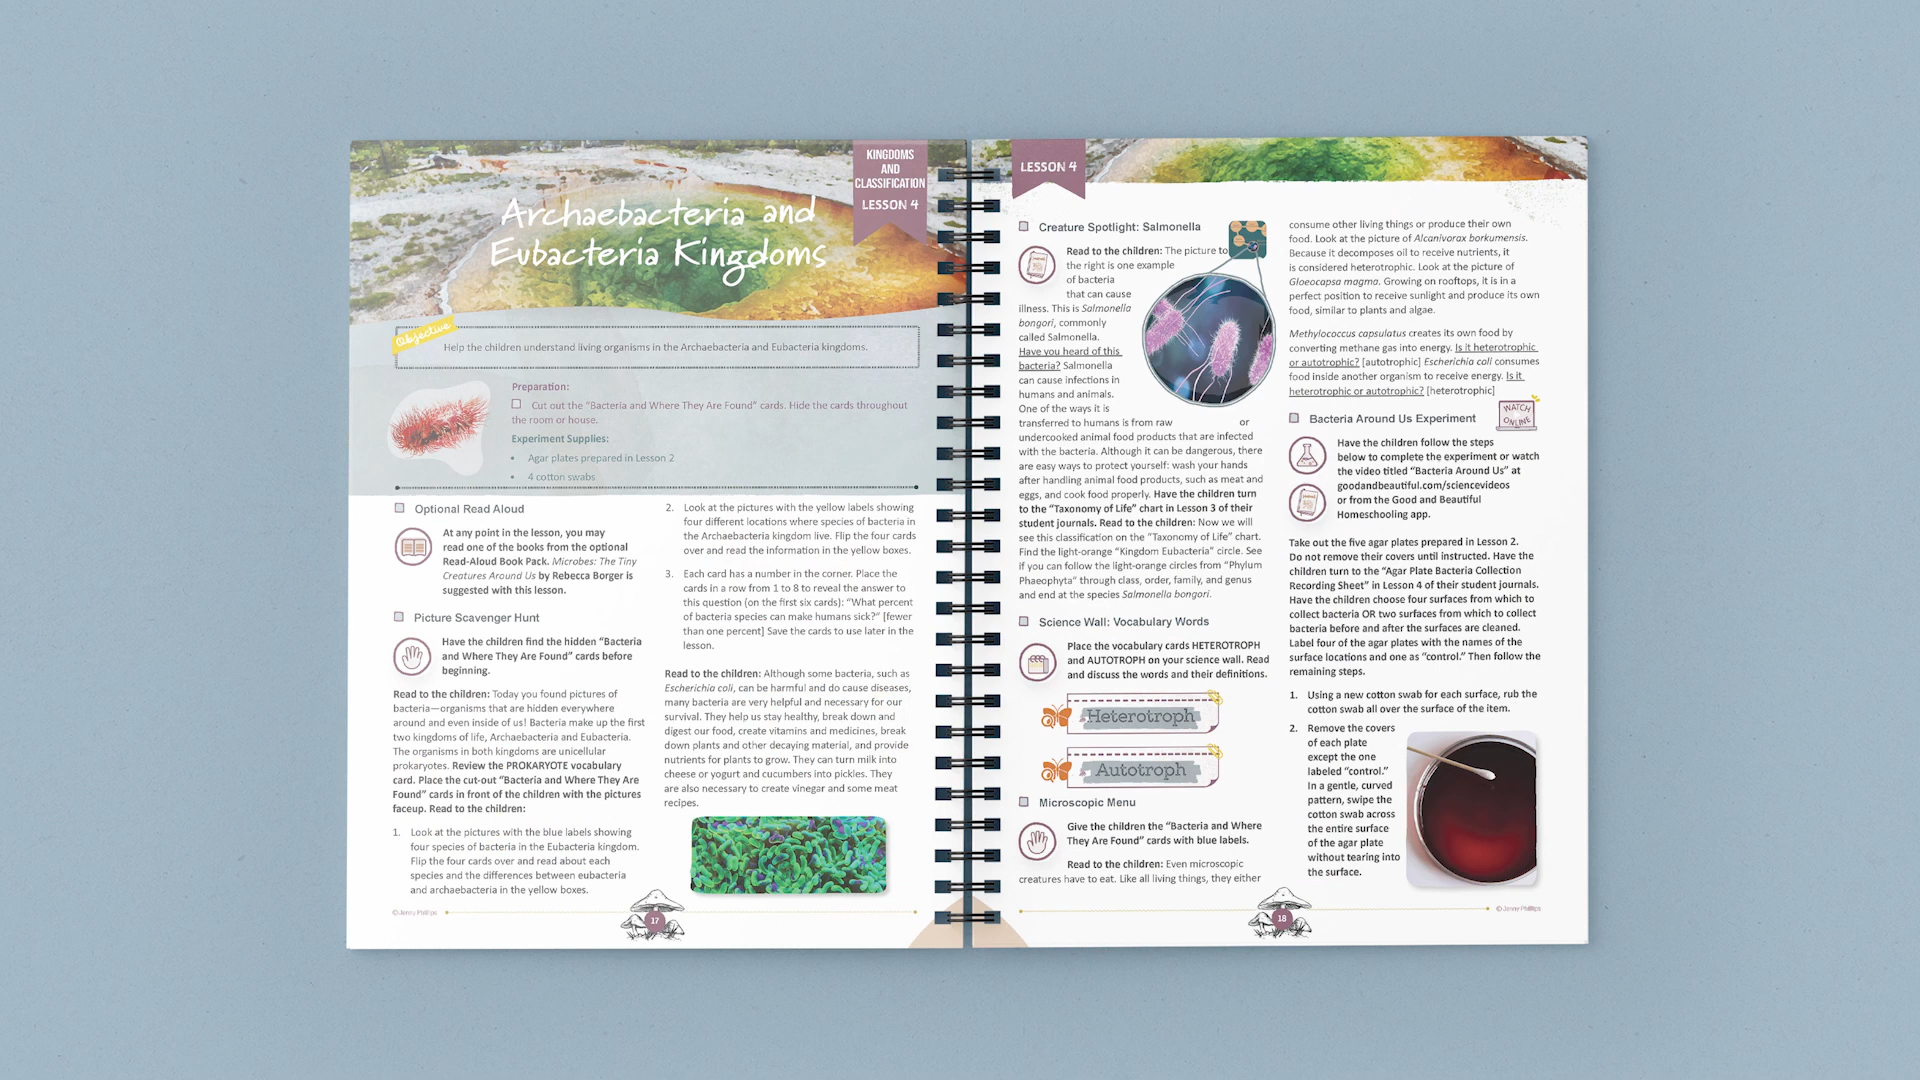 KINGDOMS
AND
CLASSIFICATION
LESSON 4
Archaebacteria and
Eubacteria Kingdoms
Objective
Help the children understand living organisms in the Archaebacteria and Eubacteria kingdoms.
Preparation:
Cut out the "Bacteria and Where They Are Found" cards. Hide the cards throughout
the room or house.
Experiment Supplies:
• Agar plates prepared in Lesson 2
• 4 cotton swabs
Optional Read Aloud
At any point in the lesson, you may
read one of the books from the optional
Read-Aloud Book Pack. Microbes: The Tiny
Creatures Around Us by Rebecca Borger is
suggested with this lesson.
Picture Scavenger Hunt
Have the children find the hidden "Bacteria
and Where They Are Found" cards before
beginning.
Read to the children: Today you found pictures of
bacteria—organisms that are hidden everywhere
around and even inside of us! Bacteria make up the first
two kingdoms of life, Archaebacteria and Eubacteria.
The organisms in both kingdoms are unicellular
prokaryotes. Review the PROKARYOTE vocabulary
card. Place the cut-out "Bacteria and Where They Are
Found" cards in front of the children with the pictures
faceup. Read to the children:
1. Look at the pictures with the blue labels showing
four species of bacteria in the Eubacteria kingdom.
Flip the four cards over and read about each
species and the differences between eubacteria
and archaebacteria in the yellow boxes.
2. Look at the pictures with the yellow labels showing
four different locations where species of bacteria in
the Archaebacteria kingdom live. Flip the four cards
over and read the information in the yellow boxes.
3. Each card has a number in the corner. Place the
cards in a row from 1 to 8 to reveal the answer to
this question (on the first six cards): "What percent
of bacteria species can make humans sick?" [fewer
than one percent] Save the cards to use later in the
lesson.
Read to the children: Although some bacteria, such as
Escherichia coli, can be harmful and do cause diseases,
many bacteria are very helpful and necessary for our
survival. They help us stay healthy, break down and
digest our food, create vitamins and medicines, break
down plants and other decaying material, and provide
nutrients for plants to grow. They can turn milk into
cheese or yogurt and cucumbers into pickles. They
are also necessary to create vinegar and some meat
recipes.
©Jenny Phillips
17
LESSON 4
Creature Spotlight: Salmonella
Read to the children: The picture to
the right is one example
of bacteria
that can cause
illness. This is Salmonella
bongori, commonly
called Salmonella.
Have you heard of this
bacteria? Salmonella
can cause infections in
humans and animals.
One of the ways it is
transferred to humans is from raw or
undercooked animal food products that are infected
with the bacteria. Although it can be dangerous, there
are easy ways to protect yourself: wash your hands
after handling animal food products, such as meat and
eggs, and cook food properly. Have the children turn
to the "Taxonomy of Life" chart in Lesson 3 of their
student journals. Read to the children: Now we will
see this classification on the "Taxonomy of Life" chart.
Find the light-orange "Kingdom Eubacteria" circle. See
if you can follow the light-orange circles from "Phylum
Phaeophyta" through class, order, family, and genus
and end at the species Salmonella bongori.
Science Wall: Vocabulary Words
Place the vocabulary cards HETEROTROPH
and AUTOTROPH on your science wall. Read
and discuss the words and their definitions.
Heterotroph
Autotroph
Microscopic Menu
Give the children the "Bacteria and Where
They Are Found" cards with blue labels.
Read to the children: Even microscopic
creatures have to eat. Like all living things, they either
consume other living things or produce their own
food. Look at the picture of Alcanivorax borkumensis.
Because it decomposes oil to receive nutrients, it
is considered heterotrophic. Look at the picture of
Gloeocapsa magma. Growing on rooftops, it is in a
perfect position to receive sunlight and produce its own
food, similar to plants and algae.
Methylococcus capsulatus creates its own food by
converting methane gas into energy. Is it heterotrophic
or autotrophic? [autotrophic] Escherichia coli consumes
food inside another organism to receive energy. Is it
heterotrophic or autotrophic? [heterotrophic]
Bacteria Around Us Experiment
WATCH
ONLINE
Have the children follow the steps
below to complete the experiment or watch
the video titled "Bacteria Around Us" at
goodandbeautiful.com/sciencevideos
or from the Good and Beautiful
Homeschooling app.
Take out the five agar plates prepared in Lesson 2.
Do not remove their covers until instructed. Have the
children turn to the "Agar Plate Bacteria Collection
Recording Sheet" in Lesson 4 of their student journals.
Have the children choose four surfaces from which to
collect bacteria OR two surfaces from which to collect
bacteria before and after the surfaces are cleaned.
Label four of the agar plates with the names of the
surface locations and one as "control." Then follow the
remaining steps.
1. Using a new cotton swab for each surface, rub the
cotton swab all over the surface of the item.
2. Remove the covers
of each plate
except the one
labeled "control."
In a gentle, curved
pattern, swipe the
cotton swab across
the entire surface
of the agar plate
without tearing into
the surface.
18
©Jenny Phillips